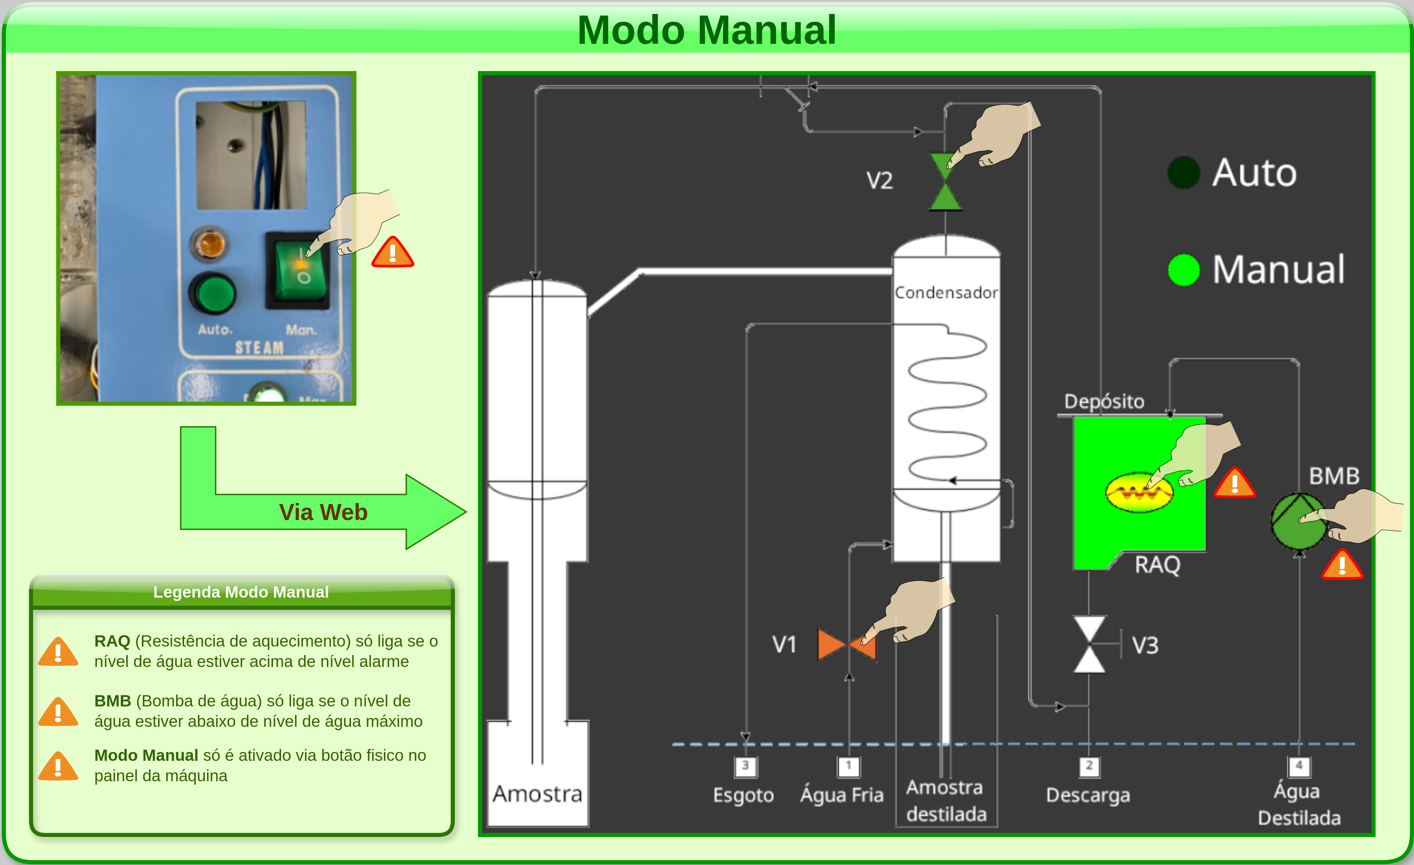 Modo Manual
I
O
Auto.
Man.
STEAM
Via Web
Legenda Modo Manual
RAQ (Resistência de aquecimento) só liga se o
nível de água estiver acima de nível alarme
BMB (Bomba de água) só liga se o nível de
água estiver abaixo de nível de água máximo
Modo Manual só é ativado via botão fisico no
painel da máquina
V2
Auto
Manual
Condensador
Depósito
BMB
RAQ
V1
V3
3
1
2
4
Esgoto
Água Fria
Amostra
destilada
Descarga
Água
Destilada
Amostra